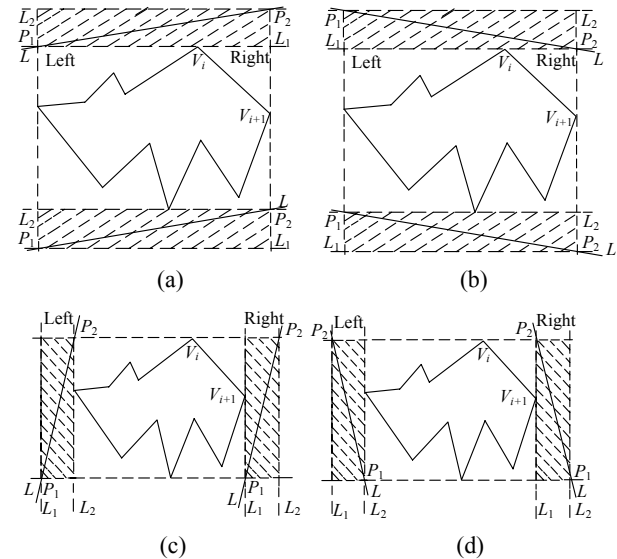 L₂ P₂
P₁ L₁
L Left Vᵢ Right
Vᵢ₊₁
L
L₂ P₂
P₁ L₁
(a)
L₂
P₁ P₂
L₁ L
Left Vᵢ Right
Vᵢ₊₁
P₁ L₂
L₁ P₂ L
(b)
Left Right
P₂ P₂
Vᵢ
Vᵢ₊₁
L P₁ L P₁
L₁ L₂ L₁ L₂
(c)
Left Right
P₂ P₂
Vᵢ
Vᵢ₊₁
P₁ P₁
L L
L₁ L₂ L₁ L₂
(d)